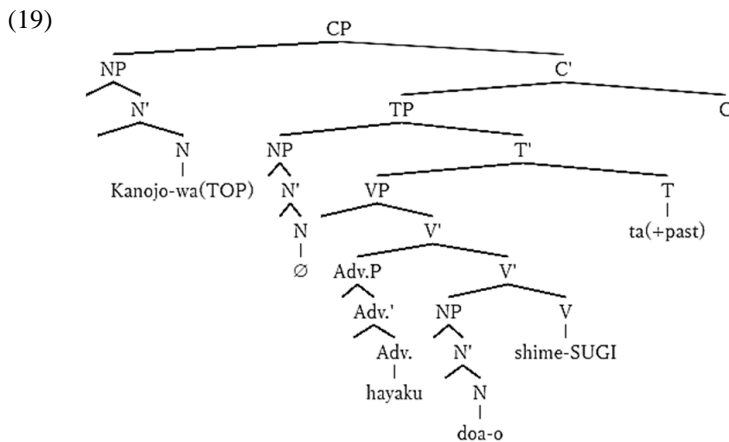 (19)
CP
NP C'
N' TP C
N NP T'
Kanojo-wa(TOP) N' VP T
N V' ta(+past)
∅ Adv.P V'
Adv.' NP V
Adv. N' shime-SUGI
hayaku N
doa-o